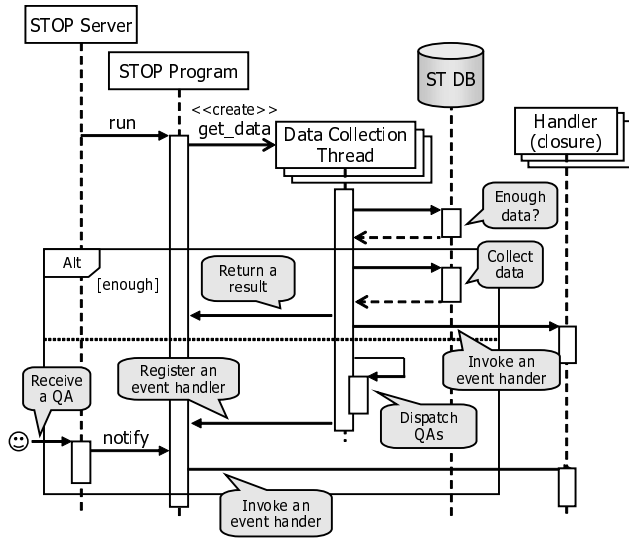 STOP Server
STOP Program
ST DB
<<create>>
get_data
run
Data Collection
Thread
Handler
(closure)
Enough
data?
Alt
[enough]
Return a
result
Collect
data
Register an
event handler
Invoke an
event hander
Receive
a QA
Dispatch
QAs
notify
Invoke an
event hander